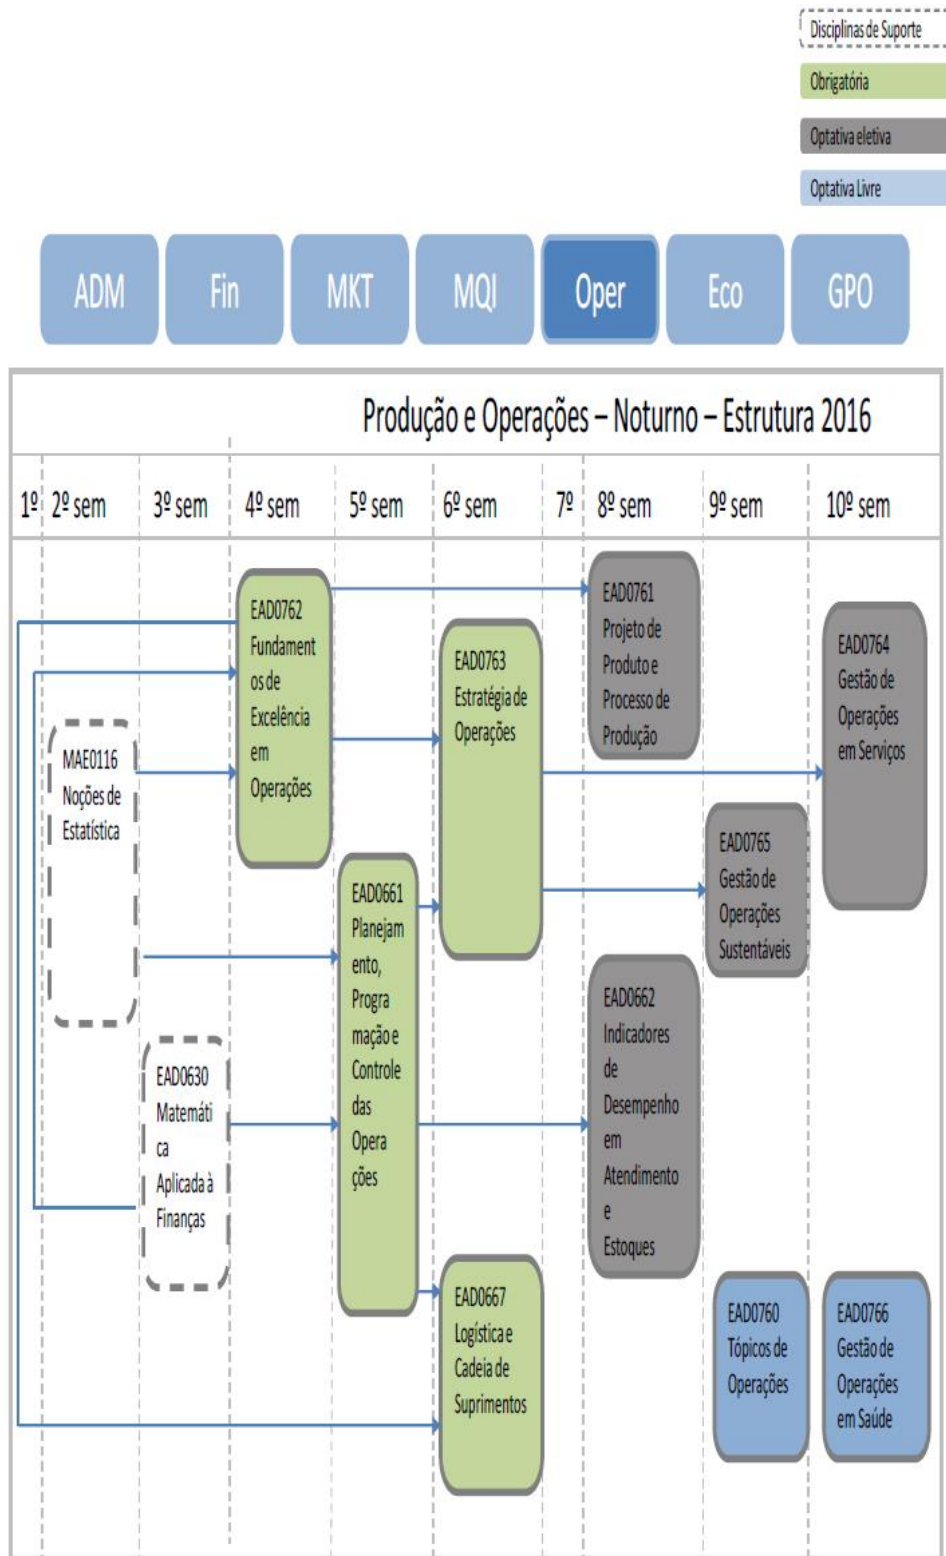 Disciplinas de Suporte
Obrigatória
Optativa eletiva
Optativa Livre
ADM
Fin
MKT
MQI
Oper
Eco
GPO
Produção e Operações – Noturno – Estrutura 2016
1º
2º sem
3º sem
4º sem
5º sem
6º sem
7º
8º sem
9º sem
10º sem
MAE0116
Noções de
Estatística
EAD0630
Matemáti
ca
Aplicada à
Finanças
EAD0762
Fundament
os de
Excelência
em
Operações
EAD0661
Planejam
ento,
Progra
mação e
Controle
das
Opera
ções
EAD0763
Estratégia de
Operações
EAD0667
Logística e
Cadeia de
Suprimentos
EAD0761
Projeto de
Produto e
Processo de
Produção
EAD0662
Indicadores
de
Desempenho
em
Atendimento
e
Estoques
EAD0765
Gestão de
Operações
Sustentáveis
EAD0760
Tópicos de
Operações
EAD0764
Gestão de
Operações
em Serviços
EAD0766
Gestão de
Operações
em Saúde